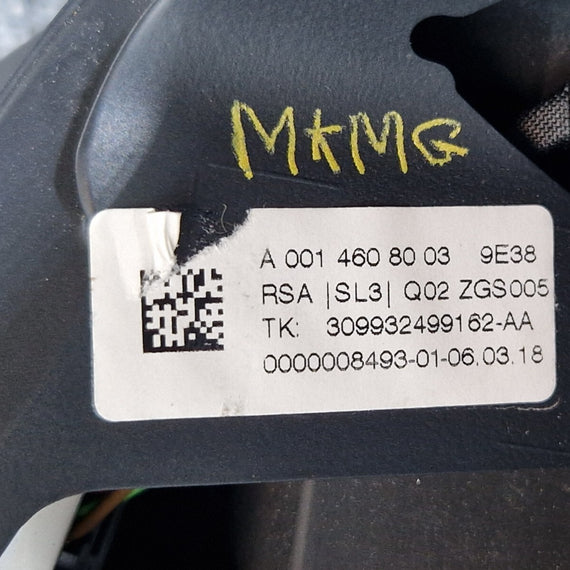 MKMG
A 001 460 80 03 9E38
RSA |SL3| Q02 ZGS005
TK: 309932499162-AA
0000008493-01-06.03.18